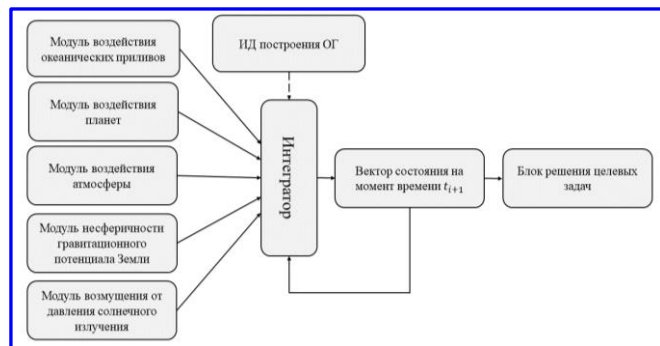 Модуль воздействия
океанических приливов
ИД построения ОГ
Модуль воздействия
планет
Модуль воздействия
атмосферы
Модуль несферичности
гравитационного
потенциала Земли
Модуль возмущения от
давления солнечного
излучения
Интегратор
Вектор состояния на
момент времени t_{i+1}
Блок решения целевых
задач